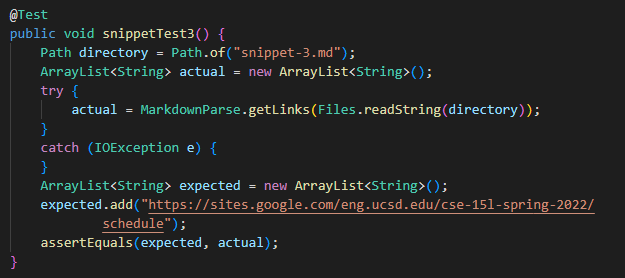 @Test
public void snippetTest3() {
    Path directory = Path.of("snippet-3.md");
    ArrayList<String> actual = new ArrayList<String>();
    try {
        actual = MarkdownParse.getLinks(Files.readString(directory));
    }
    catch (IOException e) {
    }
    ArrayList<String> expected = new ArrayList<String>();
    expected.add("https://sites.google.com/eng.ucsd.edu/cse-15l-spring-2022/
            schedule");
    assertEquals(expected, actual);
}